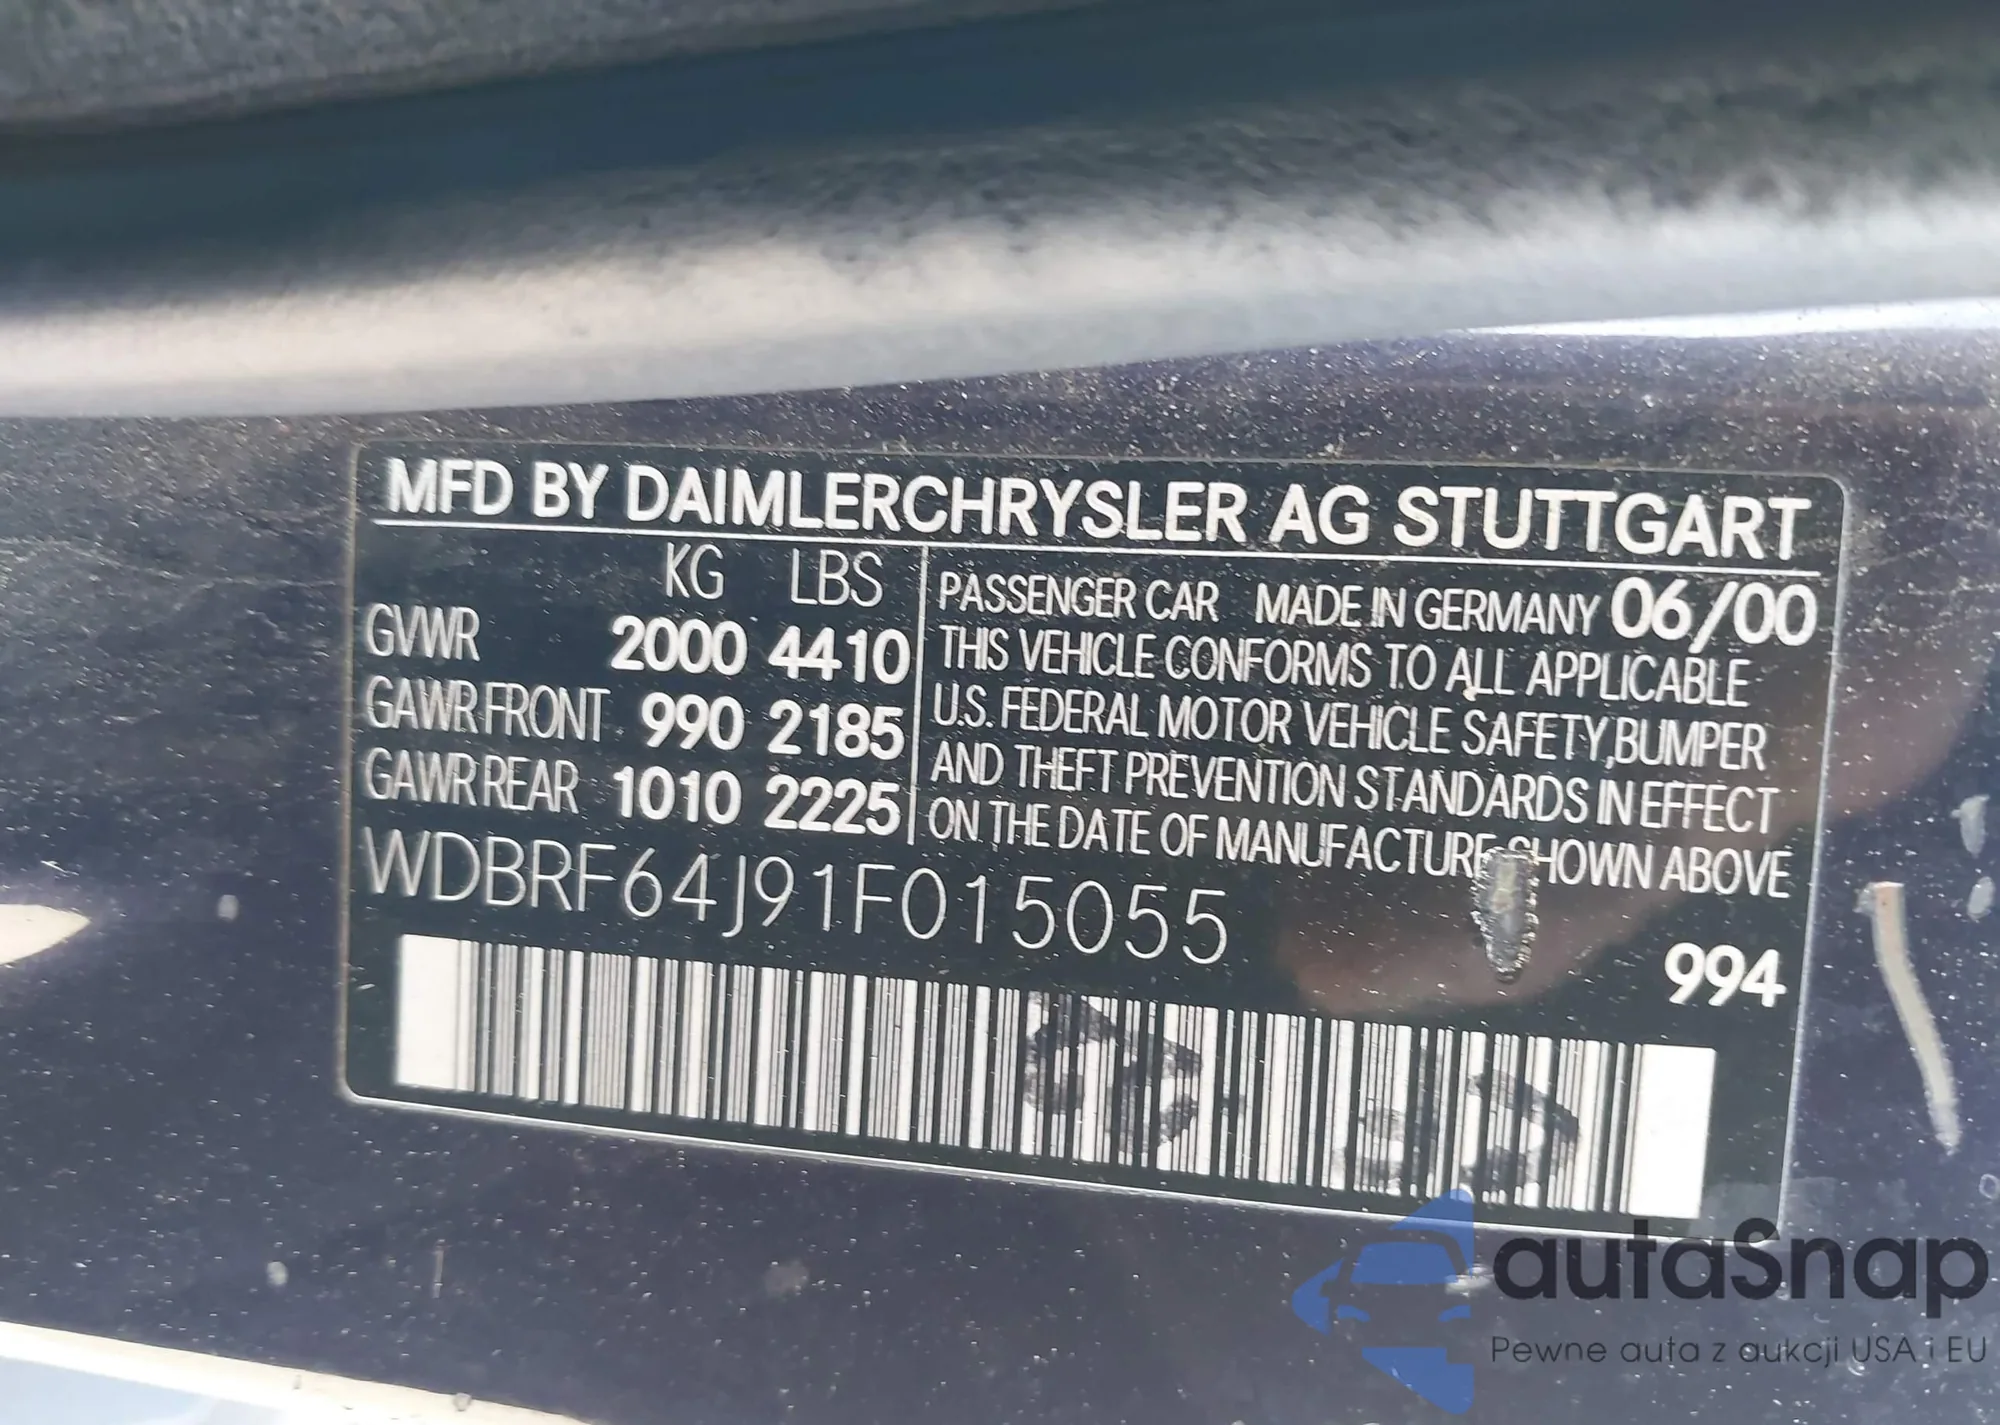 MFD BY DAIMLERCHRYSLER AG STUTTGART
KG LBS
GVWR 2000 4410
GAWR FRONT 990 2185
GAWR REAR 1010 2225
PASSENGER CAR MADE IN GERMANY 06/00
THIS VEHICLE CONFORMS TO ALL APPLICABLE
U.S. FEDERAL MOTOR VEHICLE SAFETY,BUMPER
AND THEFT PREVENTION STANDARDS IN EFFECT
ON THE DATE OF MANUFACTURE SHOWN ABOVE
WDBRF64J91F015055
994
autaSnap
Pewne auta z aukcji USA i EU